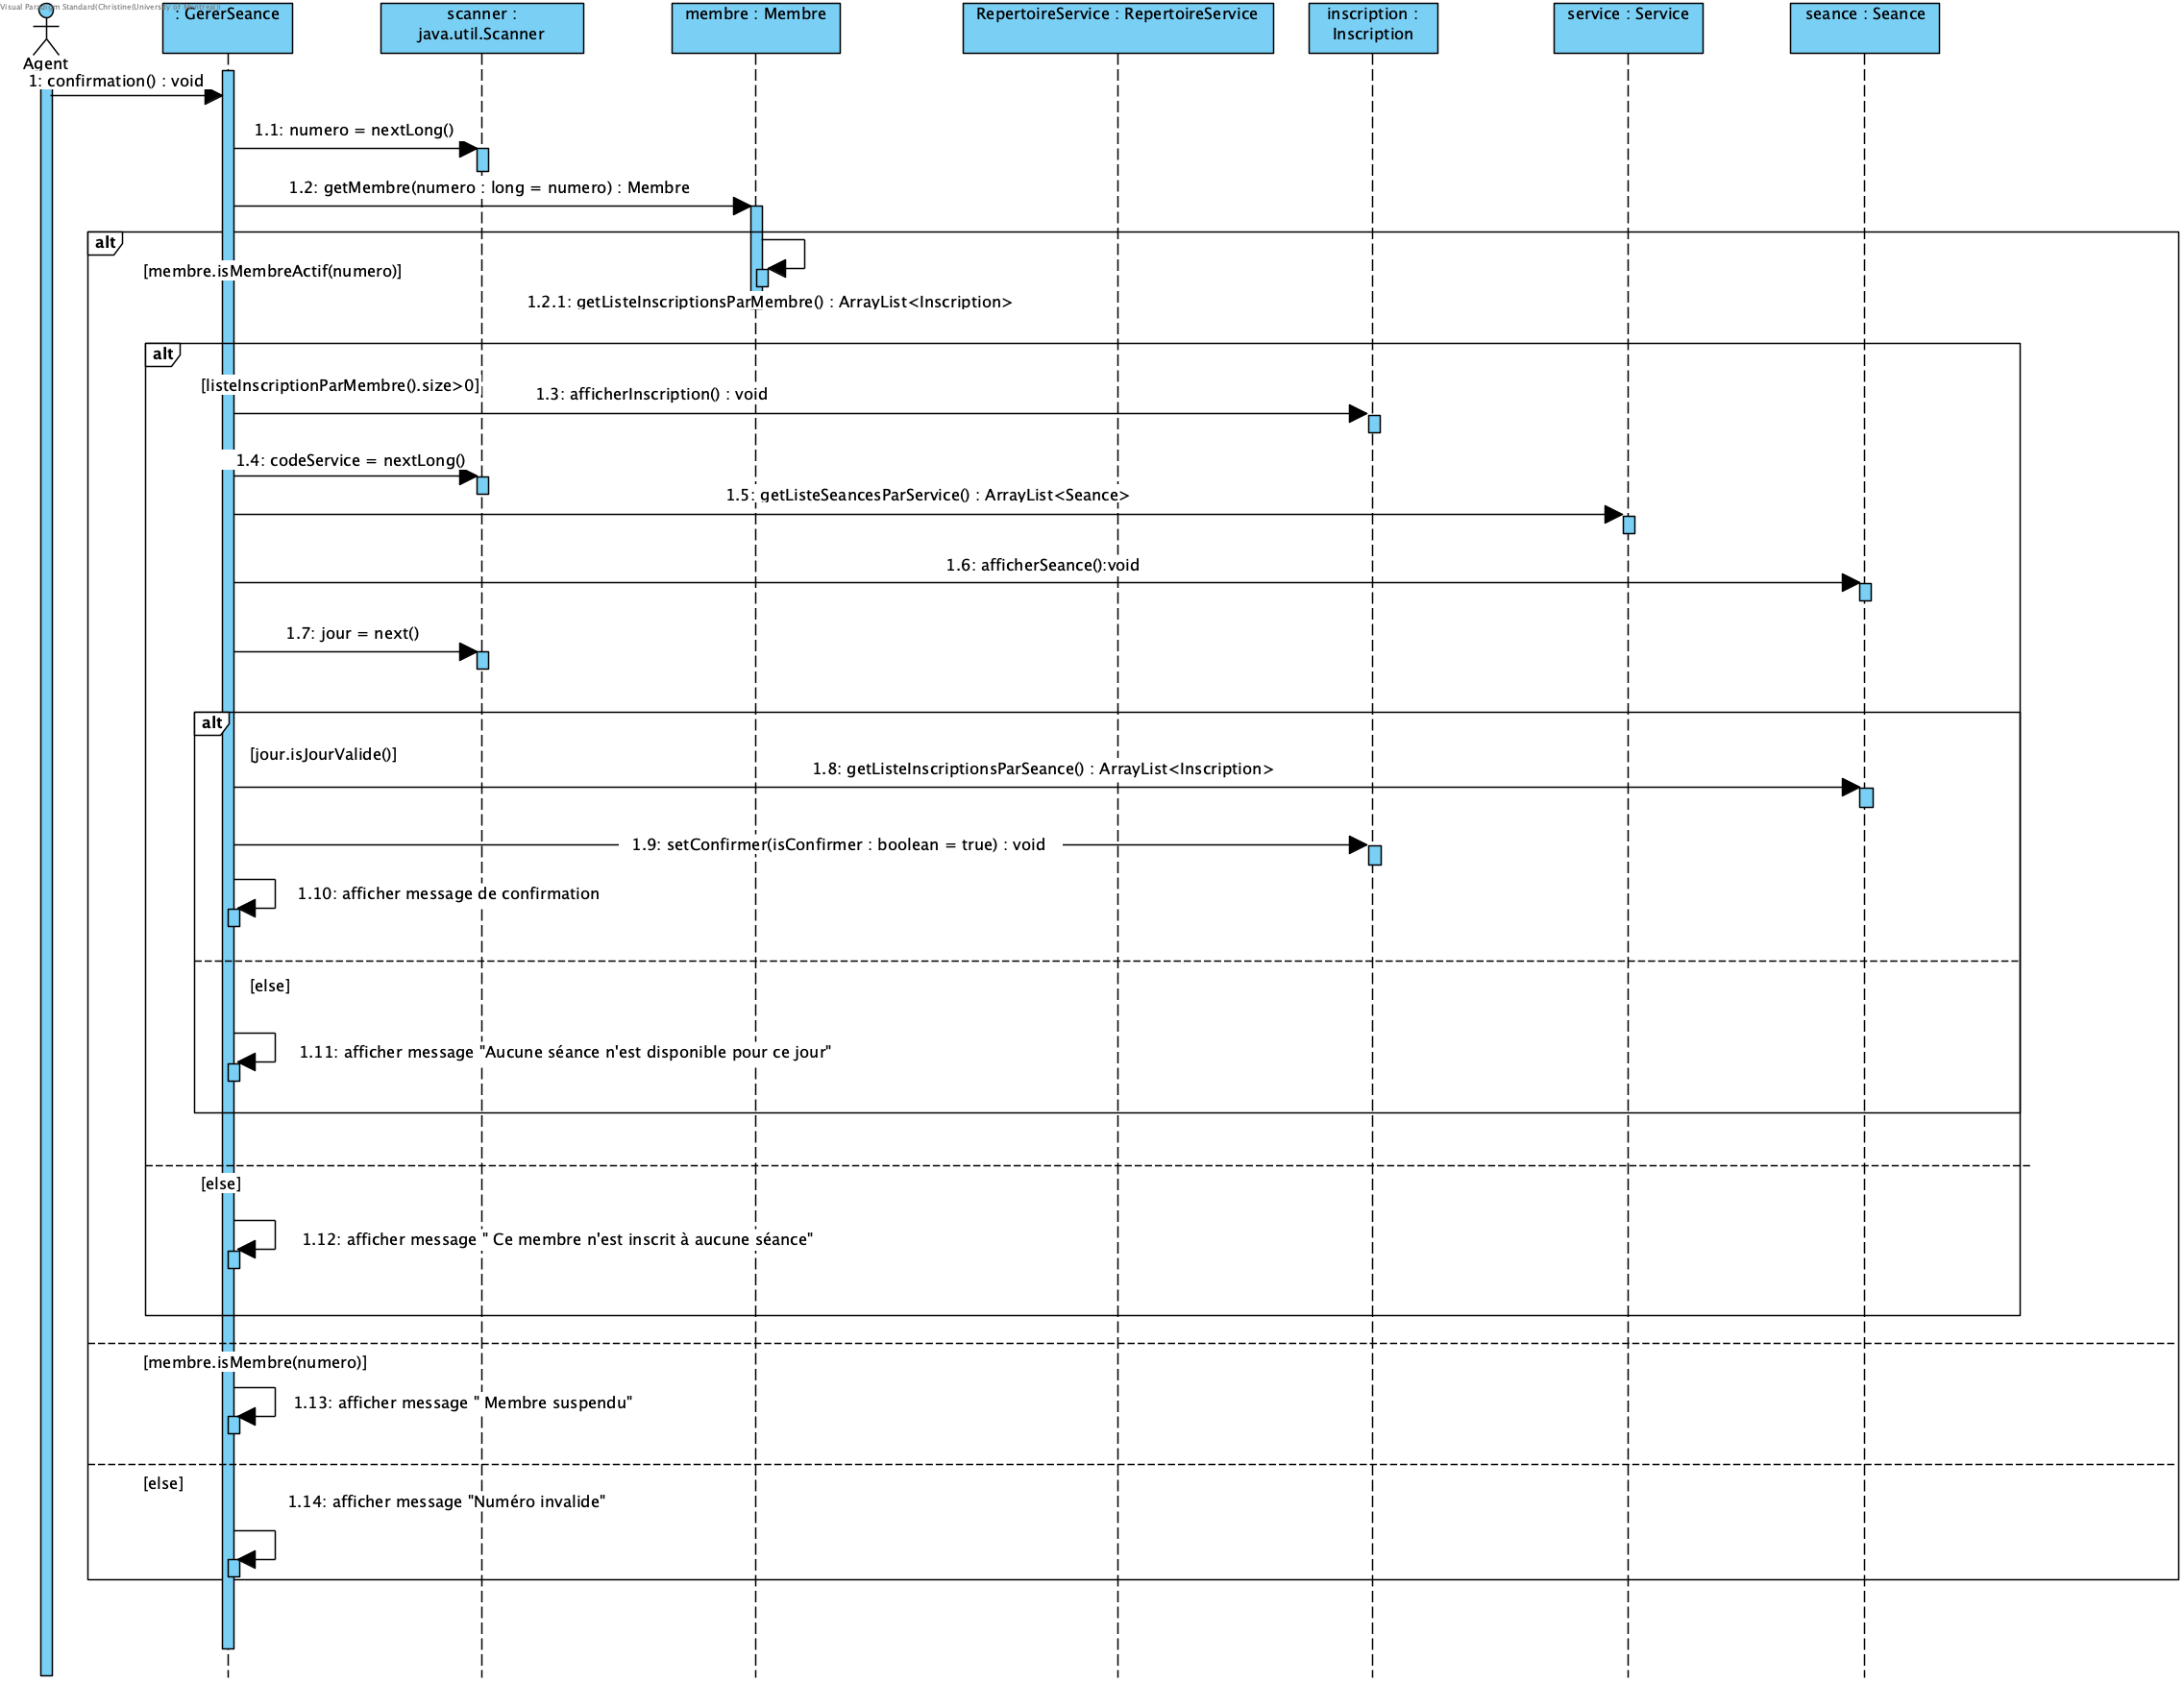 Visual Paradigm Standard(Christine(University of Montreal))
Agent
: GererSeance
scanner :
java.util.Scanner
membre : Membre
RepertoireService : RepertoireService
inscription :
Inscription
service : Service
seance : Seance
1: confirmation() : void
1.1: numero = nextLong()
1.2: getMembre(numero : long = numero) : Membre
alt
[membre.isMembreActif(numero)]
1.2.1: getListeInscriptionsParMembre() : ArrayList<Inscription>
alt
[listeInscriptionParMembre().size>0]
1.3: afficherInscription() : void
1.4: codeService = nextLong()
1.5: getListeSeancesParService() : ArrayList<Seance>
1.6: afficherSeance():void
1.7: jour = next()
alt
[jour.isJourValide()]
1.8: getListeInscriptionsParSeance() : ArrayList<Inscription>
1.9: setConfirmer(isConfirmer : boolean = true) : void
1.10: afficher message de confirmation
[else]
1.11: afficher message "Aucune séance n'est disponible pour ce jour"
[else]
1.12: afficher message " Ce membre n'est inscrit à aucune séance"
[membre.isMembre(numero)]
1.13: afficher message " Membre suspendu"
[else]
1.14: afficher message "Numéro invalide"